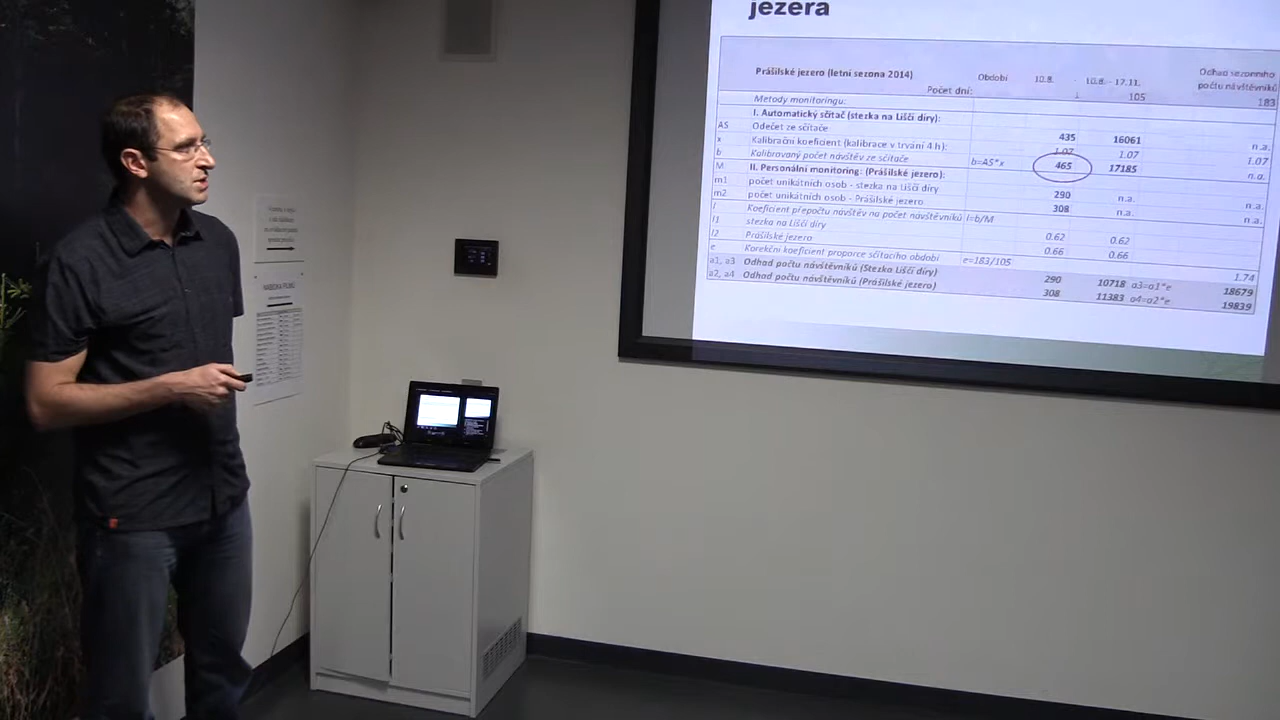 jezera
Prášilské jezero (letní sezona 2014) Období 10.8. - 10.8. - 17.11. Odhad sezonního
počtu návštěvníků
Počet dní: 1 105 183
Metody monitoringu:
I. Automatický sčítač (stezka na Liščí díry):
AS Odečet ze sčítače 435 16061 n.a.
x Kalibrační koeficient (kalibrace v trvání 4 h): 1.07 1.07 1.07
b Kalibrovaný počet návštěv ze sčítače b=AS*x 465 17185 n.a.
M II. Personální monitoring: (Prášilské jezero):
m1 počet unikátních osob - stezka na Liščí díry 290 n.a. n.a.
m2 počet unikátních osob - Prášilské jezero 308 n.a. n.a.
l Koeficient přepočtu návštěv na počet návštěvníků l=b/M
l1 stezka na Liščí díry 0.62 0.62
l2 Prášilské jezero 0.66 0.66
e Korekční koeficient proporce sčítacího období e=183/105 1.74
a1, a3 Odhad počtu návštěvníků (Stezka Liščí díry) 290 10718 a3=a1*e 18679
a2, a4 Odhad počtu návštěvníků (Prášilské jezero) 308 11383 a4=a2*e 19839
NABÍDKA FILMŮ